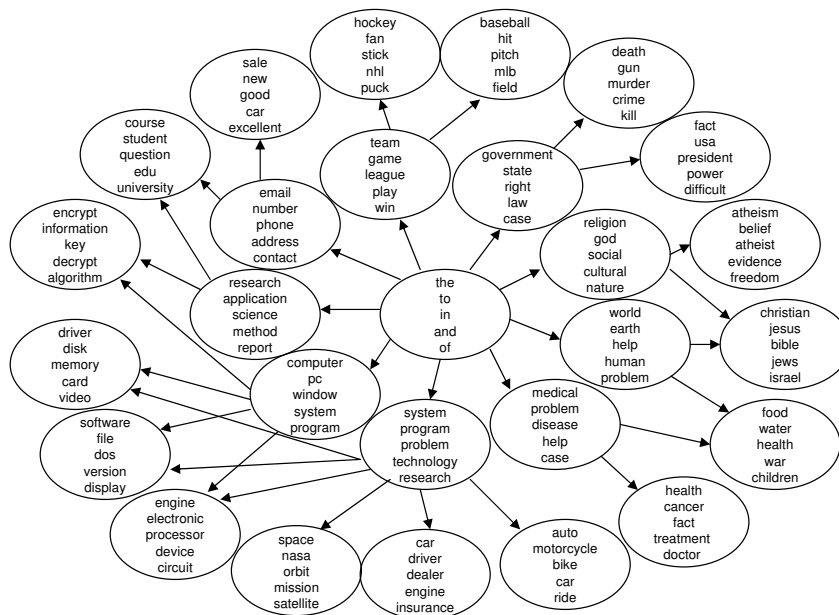 hockey
fan
stick
nhl
puck
baseball
hit
pitch
mlb
field
sale
new
good
car
excellent
death
gun
murder
crime
kill
course
student
question
edu
university
team
game
league
play
win
government
state
right
law
case
fact
usa
president
power
difficult
email
number
phone
address
contact
encrypt
information
key
decrypt
algorithm
religion
god
social
cultural
nature
atheism
belief
atheist
evidence
freedom
research
application
science
method
report
the
to
in
and
of
world
earth
help
human
problem
christian
jesus
bible
jews
israel
driver
disk
memory
card
video
computer
pc
window
system
program
software
file
dos
version
display
system
program
problem
technology
research
medical
problem
disease
help
case
food
water
health
war
children
engine
electronic
processor
device
circuit
space
nasa
orbit
mission
satellite
car
driver
dealer
engine
insurance
auto
motorcycle
bike
car
ride
health
cancer
fact
treatment
doctor